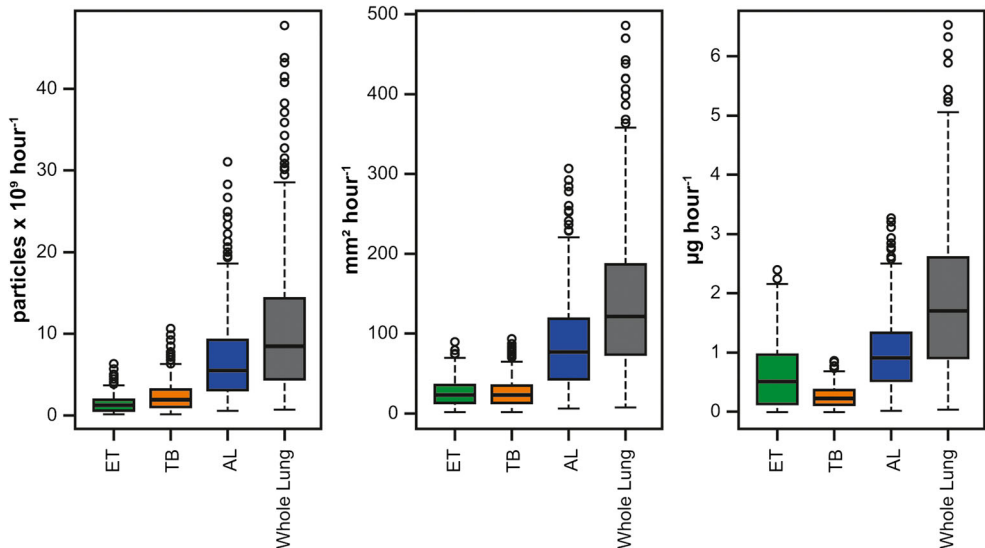 particles x 10⁹ hour⁻¹
40
30
20
10
0
ET
TB
AL
Whole Lung
mm² hour⁻¹
500
400
300
200
100
0
ET
TB
AL
Whole Lung
µg hour⁻¹
6
5
4
3
2
1
0
ET
TB
AL
Whole Lung